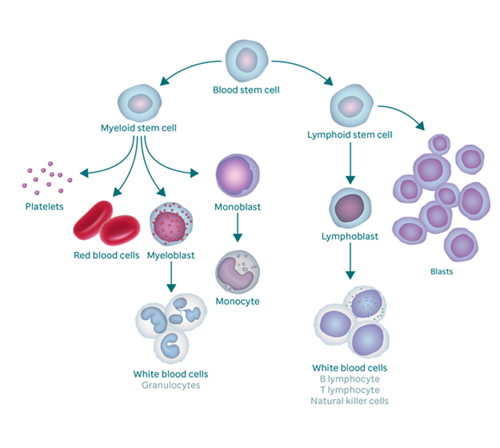 Blood stem cell
Myeloid stem cell
Lymphoid stem cell
Platelets
Monoblast
Red blood cells
Myeloblast
Lymphoblast
Blasts
Monocyte
White blood cells
Granulocytes
White blood cells
B lymphocyte
T lymphocyte
Natural killer cells